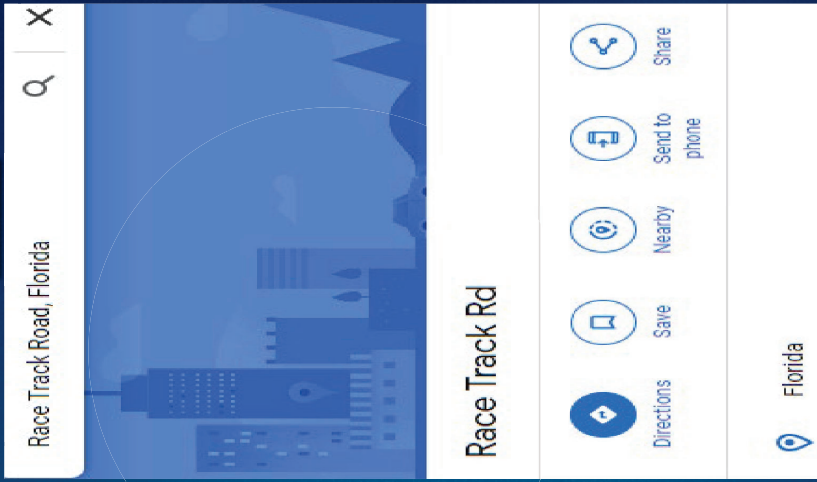 Race Track Road, Florida
Race Track Rd
Directions
Save
Nearby
Send to
phone
Share
Florida